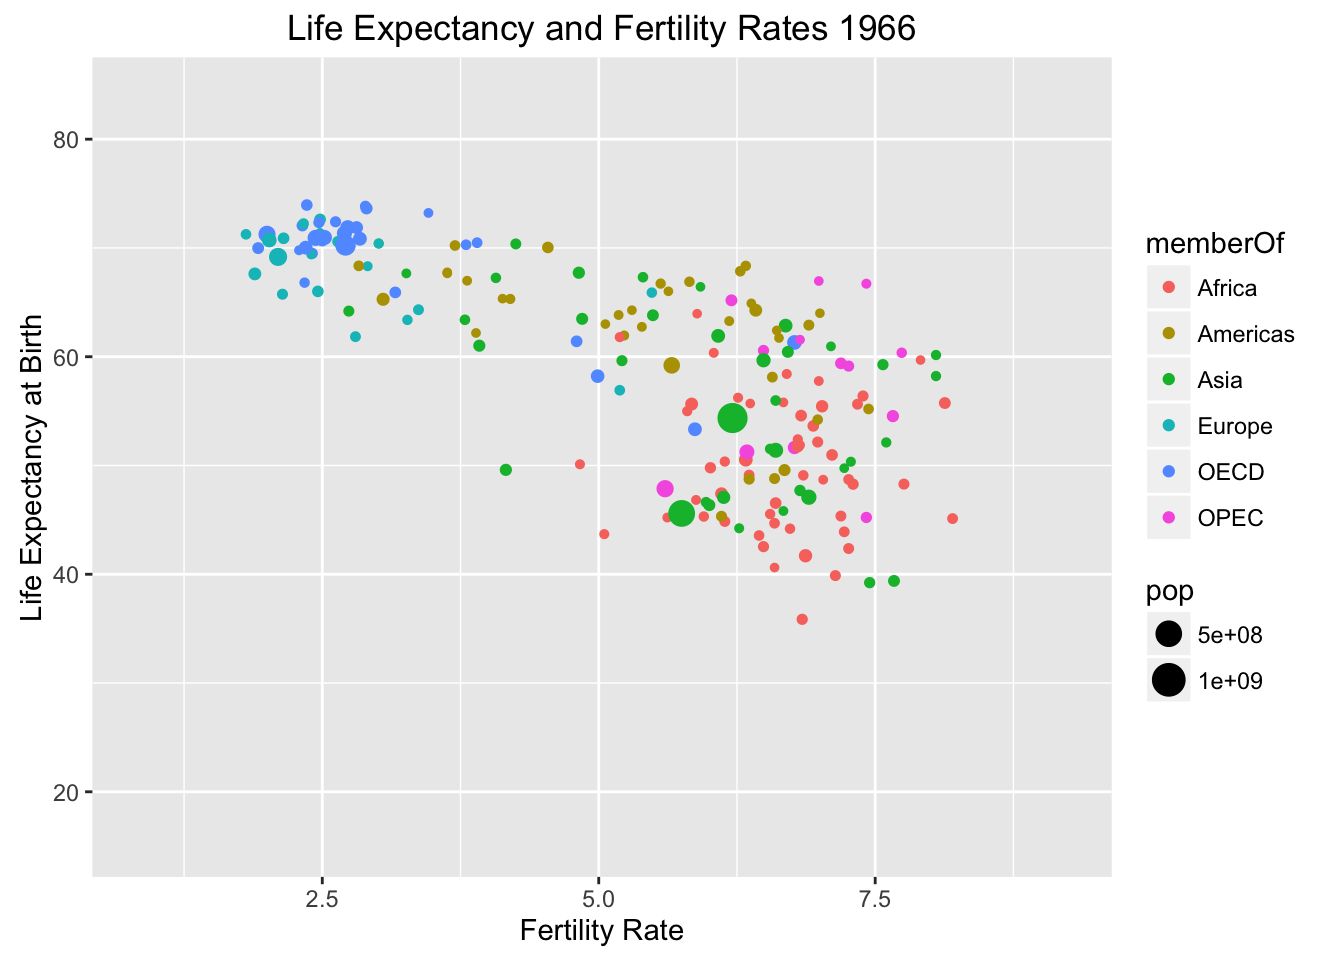 Life Expectancy and Fertility Rates 1966
80
60
40
20
Life Expectancy at Birth
2.5
5.0
7.5
Fertility Rate
memberOf
Africa
Americas
Asia
Europe
OECD
OPEC
pop
5e+08
1e+09